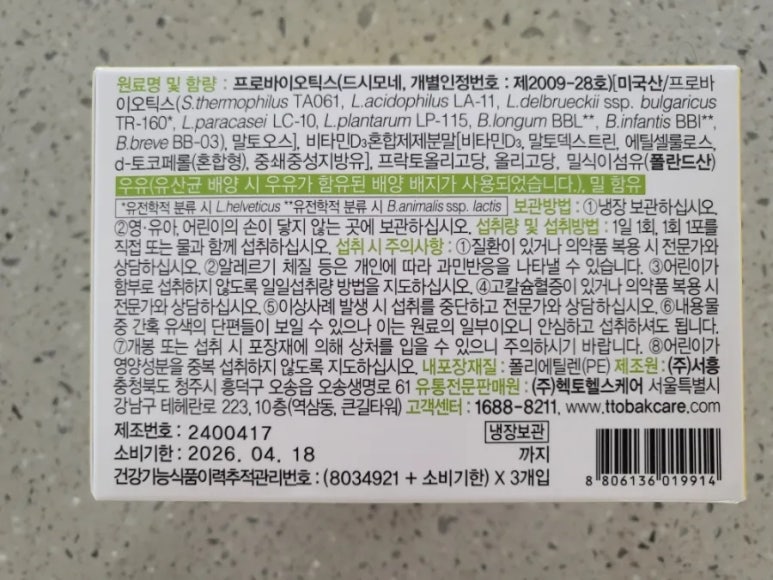 원료명 및 함량 : 프로바이오틱스(드시모네, 개별인정번호 : 제2009-28호)[미국산/프로바
이오틱스(S.thermophilus TA061, L.acidophilus LA-11, L.delbrueckii ssp. bulgaricus
TR-160*, L.paracasei LC-10, L.plantarum LP-115, B.longum BBL**, B.infantis BBI**,
B.breve BB-03), 말토오스], 비타민D₃혼합제제분말[비타민D₃, 말토덱스트린, 에틸셀룰로스,
d-토코페롤(혼합형), 중쇄중성지방유], 프락토올리고당, 올리고당, 밀식이섬유(폴란드산)
우유(유산균 배양 시 우유가 함유된 배양 배지가 사용되었습니다.), 밀 함유
*유전학적 분류 시 L.helveticus **유전학적 분류 시 B.animalis ssp. lactis 보관방법 : ①냉장 보관하십시오.
②영·유아, 어린이의 손이 닿지 않는 곳에 보관하십시오. 섭취량 및 섭취방법 : 1일 1회, 1회 1포를
직접 또는 물과 함께 섭취하십시오. 섭취 시 주의사항 : ①질환이 있거나 의약품 복용 시 전문가와
상담하십시오. ②알레르기 체질 등은 개인에 따라 과민반응을 나타낼 수 있습니다. ③어린이가
함부로 섭취하지 않도록 일일섭취량 방법을 지도하십시오. ④고칼슘혈증이 있거나 의약품 복용 시
전문가와 상담하십시오. ⑤이상사례 발생 시 섭취를 중단하고 전문가와 상담하십시오. ⑥내용물
중 간혹 유색의 단편들이 보일 수 있으나 이는 원료의 일부이오니 안심하고 섭취하셔도 됩니다.
⑦개봉 또는 섭취 시 포장재에 의해 상처를 입을 수 있으니 주의하시기 바랍니다. ⑧어린이가
영양성분을 중복 섭취하지 않도록 지도하십시오. 내포장재질 : 폴리에틸렌(PE) 제조원 : (주)서흥
충청북도 청주시 흥덕구 오송읍 오송생명로 61 유통전문판매원 : (주)헥토헬스케어 서울특별시
강남구 테헤란로 223, 10층(역삼동, 큰길타워) 고객센터 : 1688-8211, www.ttobakcare.com
제조번호 : 2400417 냉장보관
소비기한 : 2026. 04. 18 까지
건강기능식품이력추적관리번호 : (8034921 + 소비기한) X 3개입
8 806136 019914